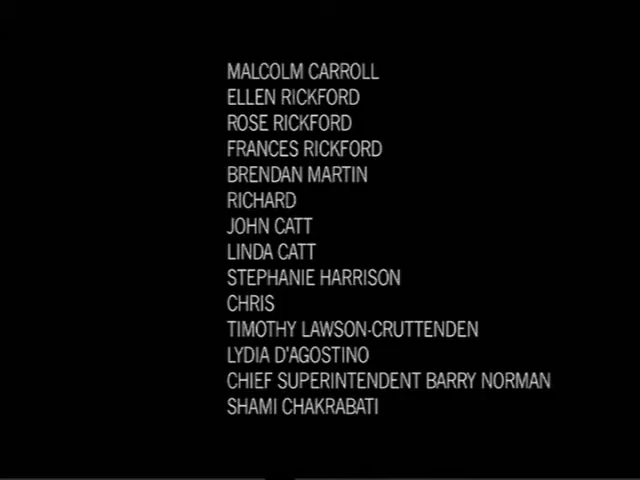 MALCOLM CARROLL
ELLEN RICKFORD
ROSE RICKFORD
FRANCES RICKFORD
BRENDAN MARTIN
RICHARD
JOHN CATT
LINDA CATT
STEPHANIE HARRISON
CHRIS
TIMOTHY LAWSON-CRUTTENDEN
LYDIA D'AGOSTINO
CHIEF SUPERINTENDENT BARRY NORMAN
SHAMI CHAKRABATI